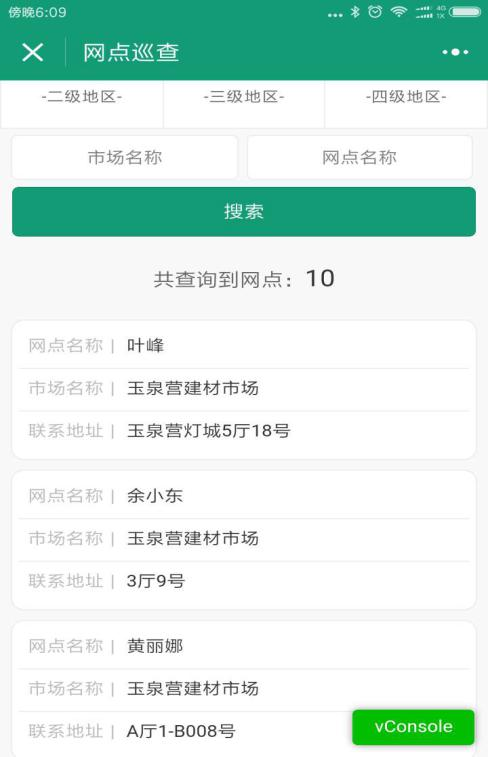 傍晚6:09
4G
1X
网点巡查
-二级地区-
-三级地区-
-四级地区-
市场名称
网点名称
搜索
共查询到网点：10
网点名称 | 叶峰
市场名称 | 玉泉营建材市场
联系地址 | 玉泉营灯城5厅18号
网点名称 | 余小东
市场名称 | 玉泉营建材市场
联系地址 | 3厅9号
网点名称 | 黄丽娜
市场名称 | 玉泉营建材市场
联系地址 | A厅1-B008号
vConsole